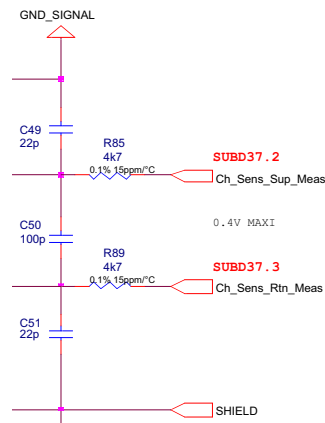 GND_SIGNAL
C49
22p
R85
4k7
0.1% 15ppm/°C
SUBD37.2
Ch_Sens_Sup_Meas
C50
100p
0.4V MAXI
R89
4k7
0.1% 15ppm/°C
SUBD37.3
Ch_Sens_Rtn_Meas
C51
22p
SHIELD